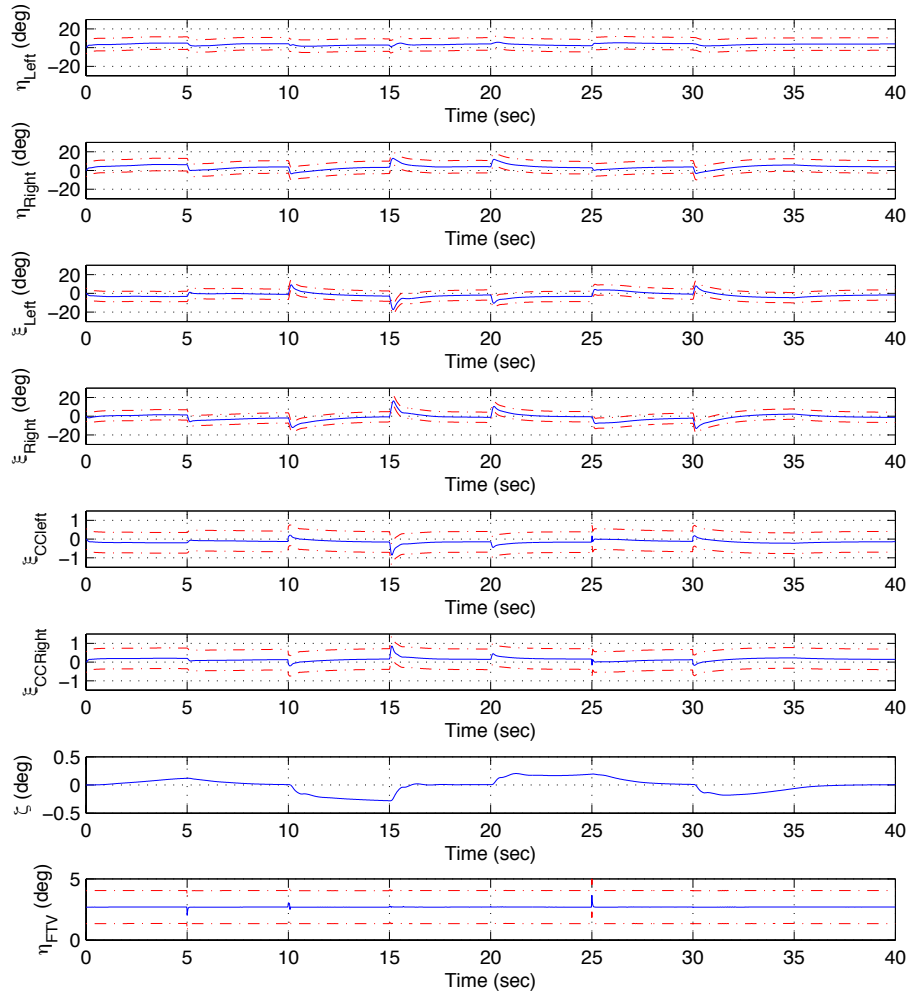 η_Left (deg)
20
0
−20
0 5 10 15 20 25 30 35 40
Time (sec)
η_Right (deg)
20
0
−20
0 5 10 15 20 25 30 35 40
Time (sec)
ξ_Left (deg)
20
0
−20
0 5 10 15 20 25 30 35 40
Time (sec)
ξ_Right (deg)
20
0
−20
0 5 10 15 20 25 30 35 40
Time (sec)
ξ_CCleft
1
0
−1
0 5 10 15 20 25 30 35 40
Time (sec)
ξ_CCRight
1
0
−1
0 5 10 15 20 25 30 35 40
Time (sec)
ζ (deg)
0.5
0
−0.5
0 5 10 15 20 25 30 35 40
Time (sec)
η_FTV (deg)
5
0
0 5 10 15 20 25 30 35 40
Time (sec)